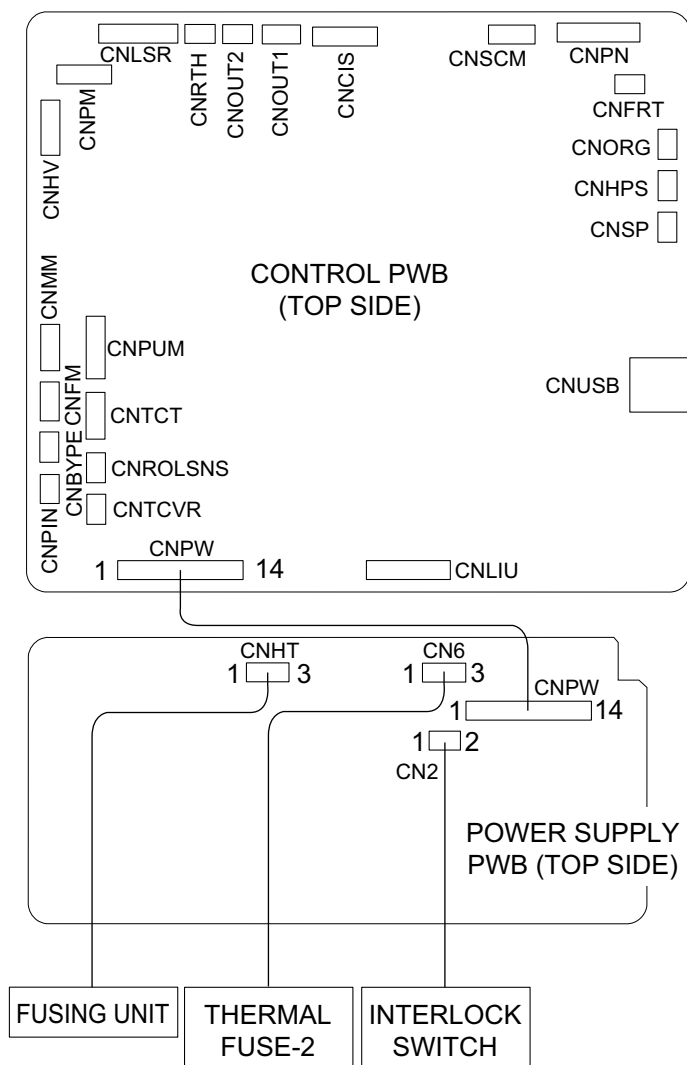 CNLSR
CNRTH
CNOUT2
CNOUT1
CNCIS
CNSCM
CNPN
CNPM
CNFRT
CNHV
CNORG
CNHPS
CNSP
CONTROL PWB
(TOP SIDE)
CNMM
CNPUM
CNFM
CNUSB
CNTCT
CNBYPE
CNROLSNS
CNPIN
CNTCVR
CNPW
1 14
CNLIU
CNHT
1 3
CN6
1 3
CNPW
1 14
1 2
CN2
POWER SUPPLY
PWB (TOP SIDE)
FUSING UNIT
THERMAL
FUSE-2
INTERLOCK
SWITCH